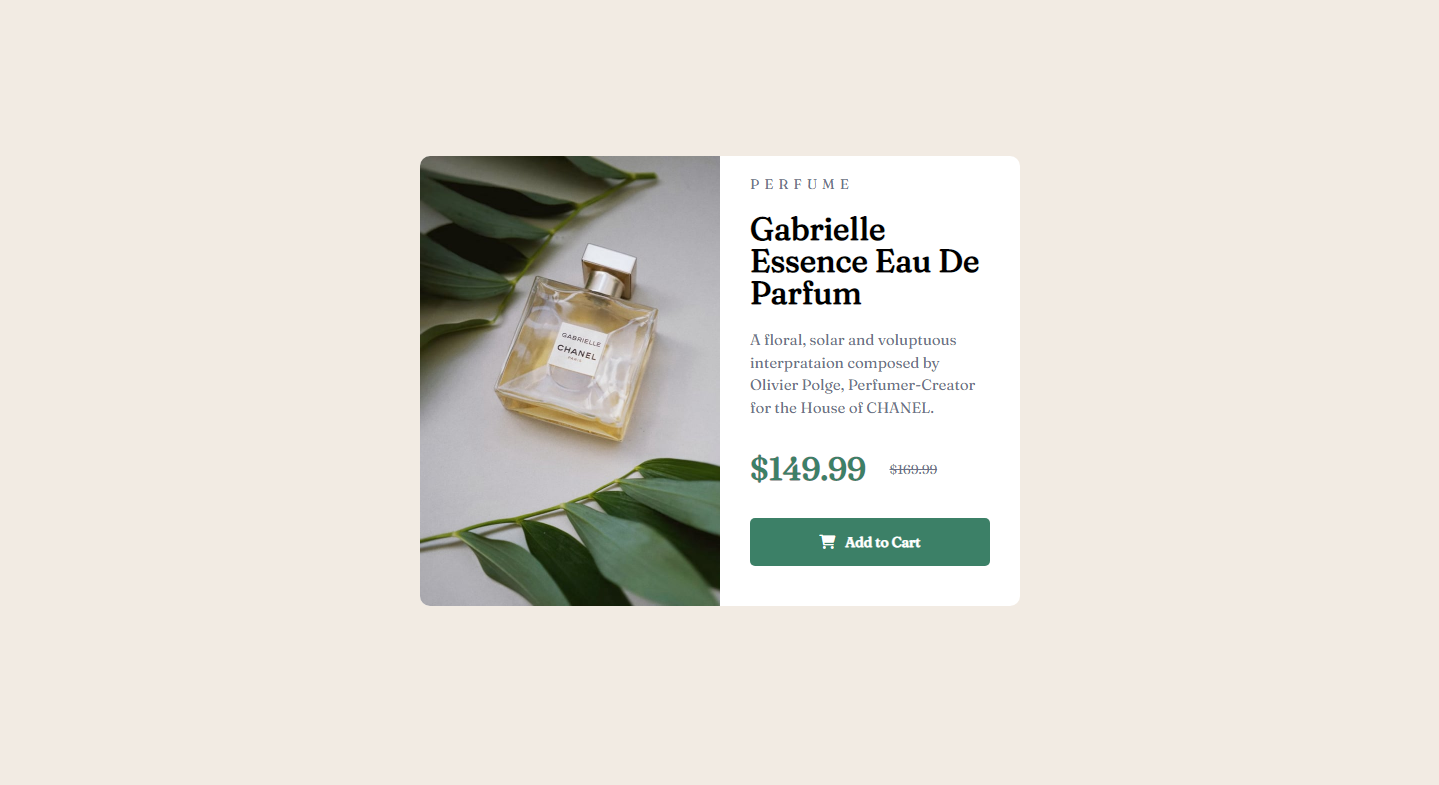 GABRIELLE
CHANEL
PARIS
PERFUME
Gabrielle
Essence Eau De
Parfum
A floral, solar and voluptuous
interprataion composed by
Olivier Polge, Perfumer-Creator
for the House of CHANEL.
$149.99 $169.99
Add to Cart